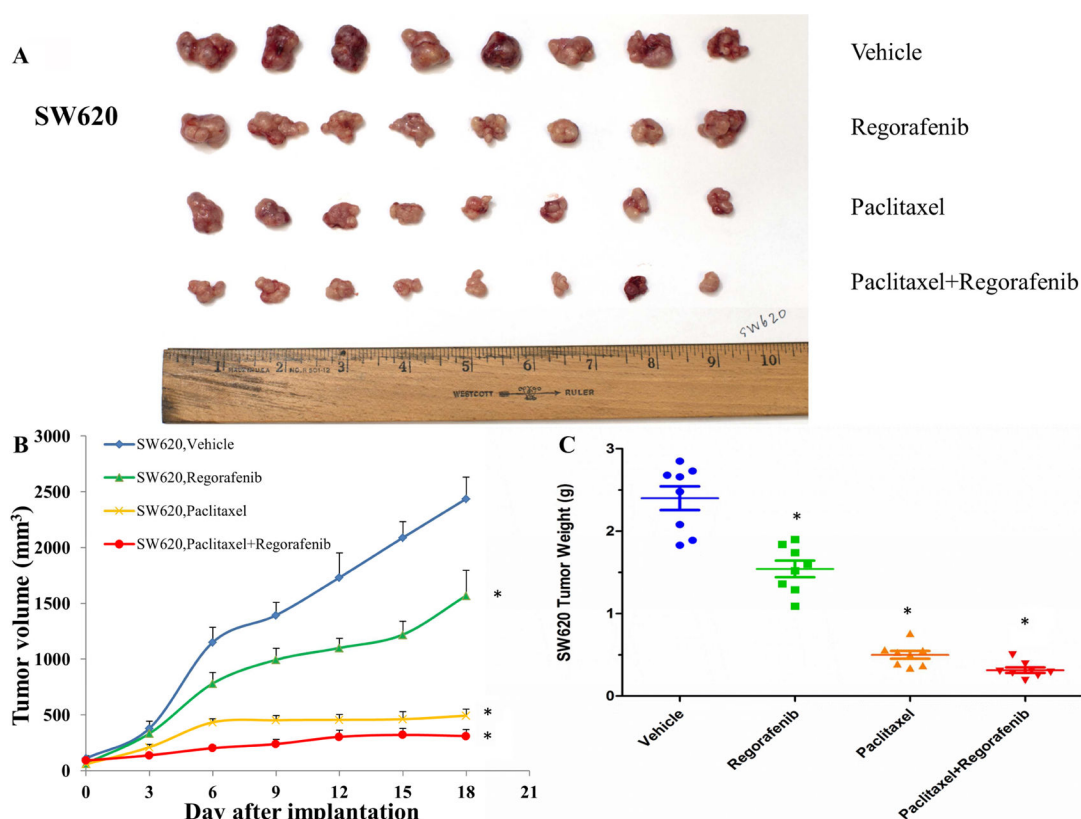 A
SW620
Vehicle
Regorafenib
Paclitaxel
Paclitaxel+Regorafenib
SW620
1 2 3 4 5 6 7 8 9 10
MADE IN U.S.A.
WESTCOTT
RULER
B
SW620,Vehicle
SW620,Regorafenib
SW620,Paclitaxel
SW620,Paclitaxel+Regorafenib
Tumor volume (mm³)
3000
2500
2000
1500
1000
500
0
*
*
*
0 3 6 9 12 15 18 21
Day after implantation
C
SW620 Tumor Weight (g)
3
2
1
0
*
*
*
Vehicle
Regorafenib
Paclitaxel
Paclitaxel+Regorafenib